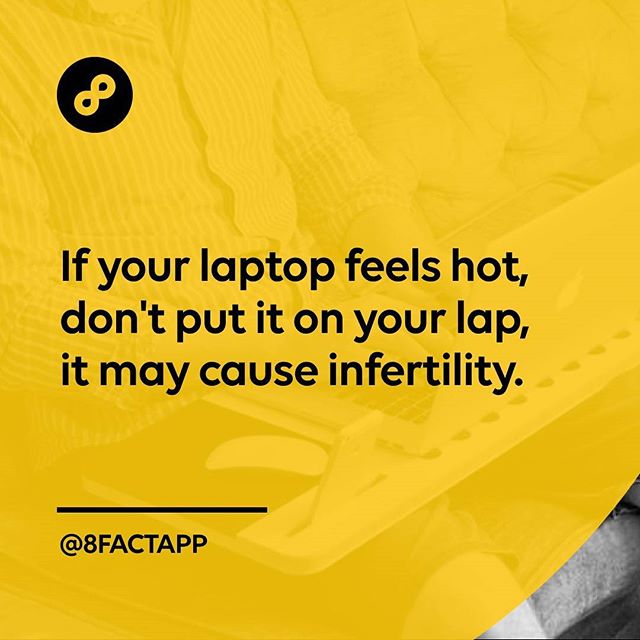 If your laptop feels hot,
don't put it on your lap,
it may cause infertility.
@8FACTAPP